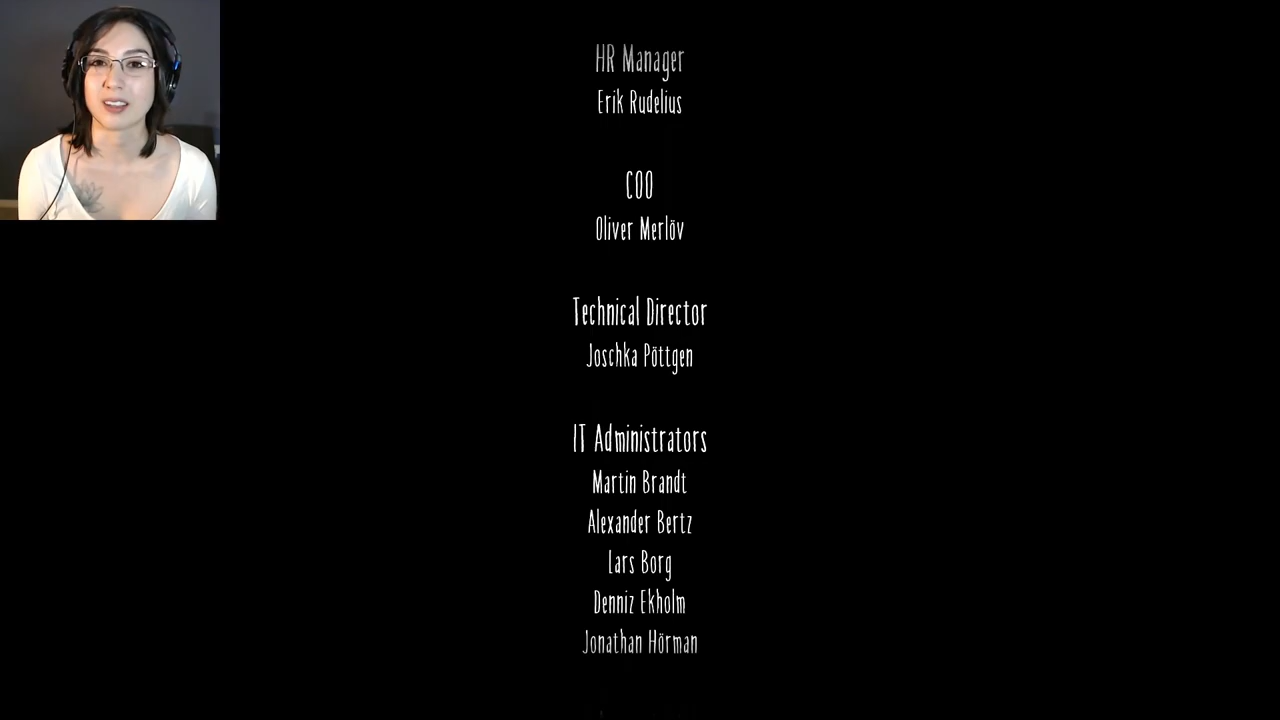 HR Manager
Erik Rudelius
COO
Oliver Merlöv
Technical Director
Joschka Pöttgen
IT Administrators
Martin Brandt
Alexander Bertz
Lars Borg
Denniz Ekholm
Jonathan Hörman